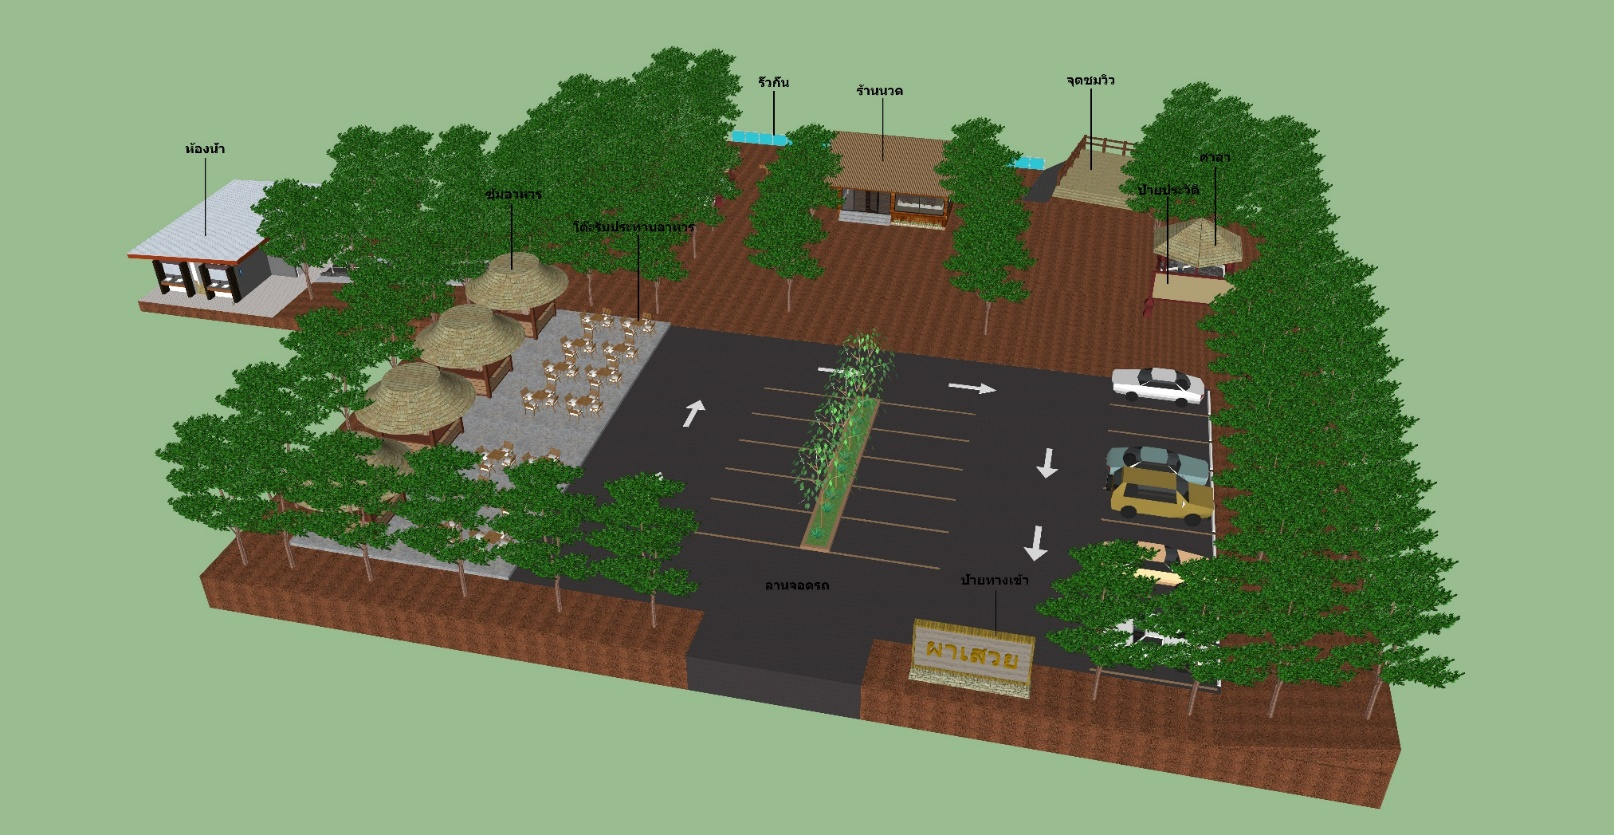 รั้วกั้น
ร้านนวด
จุดชมวิว
ห้องน้ำ
ศาลา
ป้ายประวัติ
ซุ้มอาหาร
โต๊ะรับประทานอาหาร
ลานจอดรถ
ป้ายทางเข้า
ผาเสวย